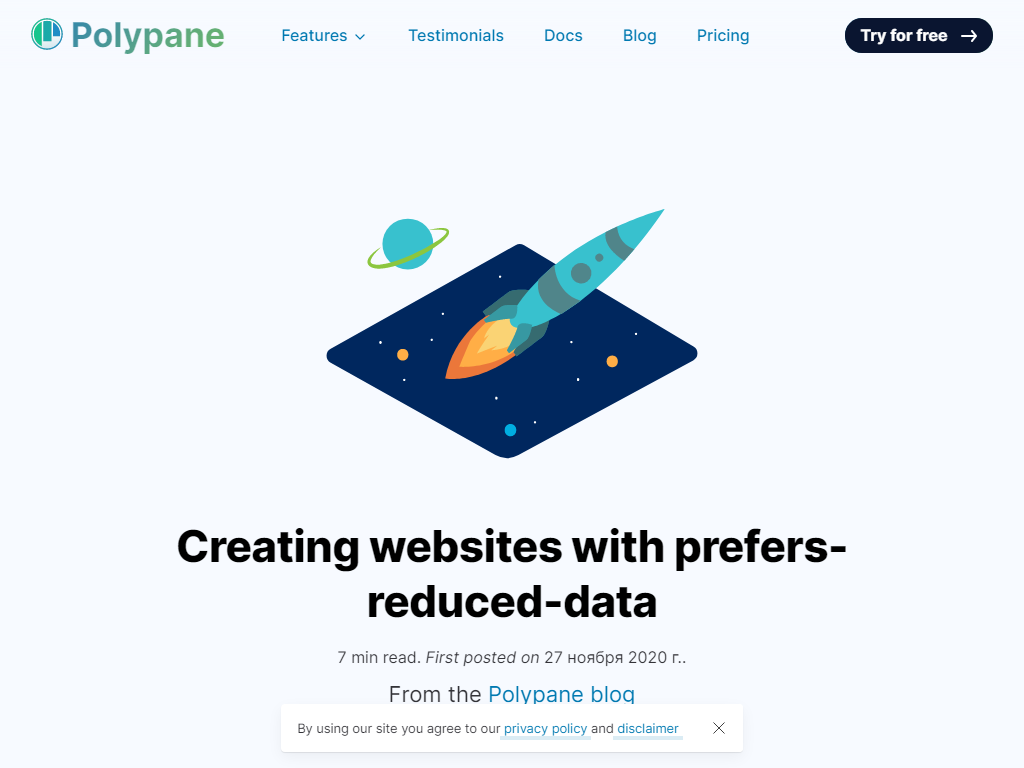 Polypane
Features
Testimonials
Docs
Blog
Pricing
Try for free
Creating websites with prefers-
reduced-data
7 min read. First posted on 27 ноября 2020 г..
From the Polypane blog
By using our site you agree to our privacy policy and disclaimer